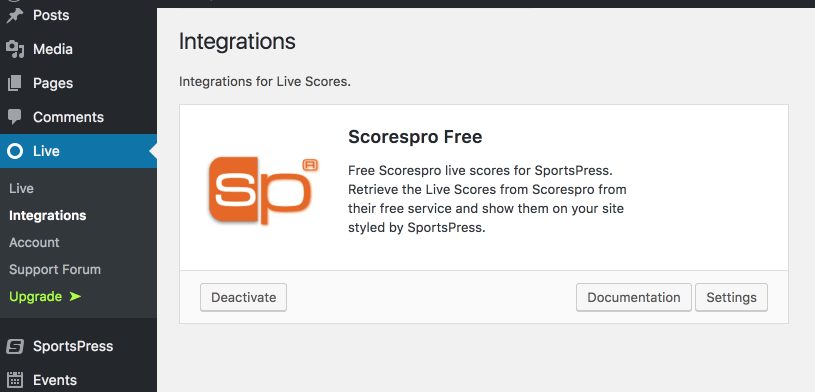 Posts
Media
Pages
Comments
Live
Live
Integrations
Account
Support Forum
Upgrade ➤
SportsPress
Events
Integrations
Integrations for Live Scores.
sp
Scorespro Free
Free Scorespro live scores for SportsPress.
Retrieve the Live Scores from Scorespro from
their free service and show them on your site
styled by SportsPress.
Deactivate
Documentation
Settings